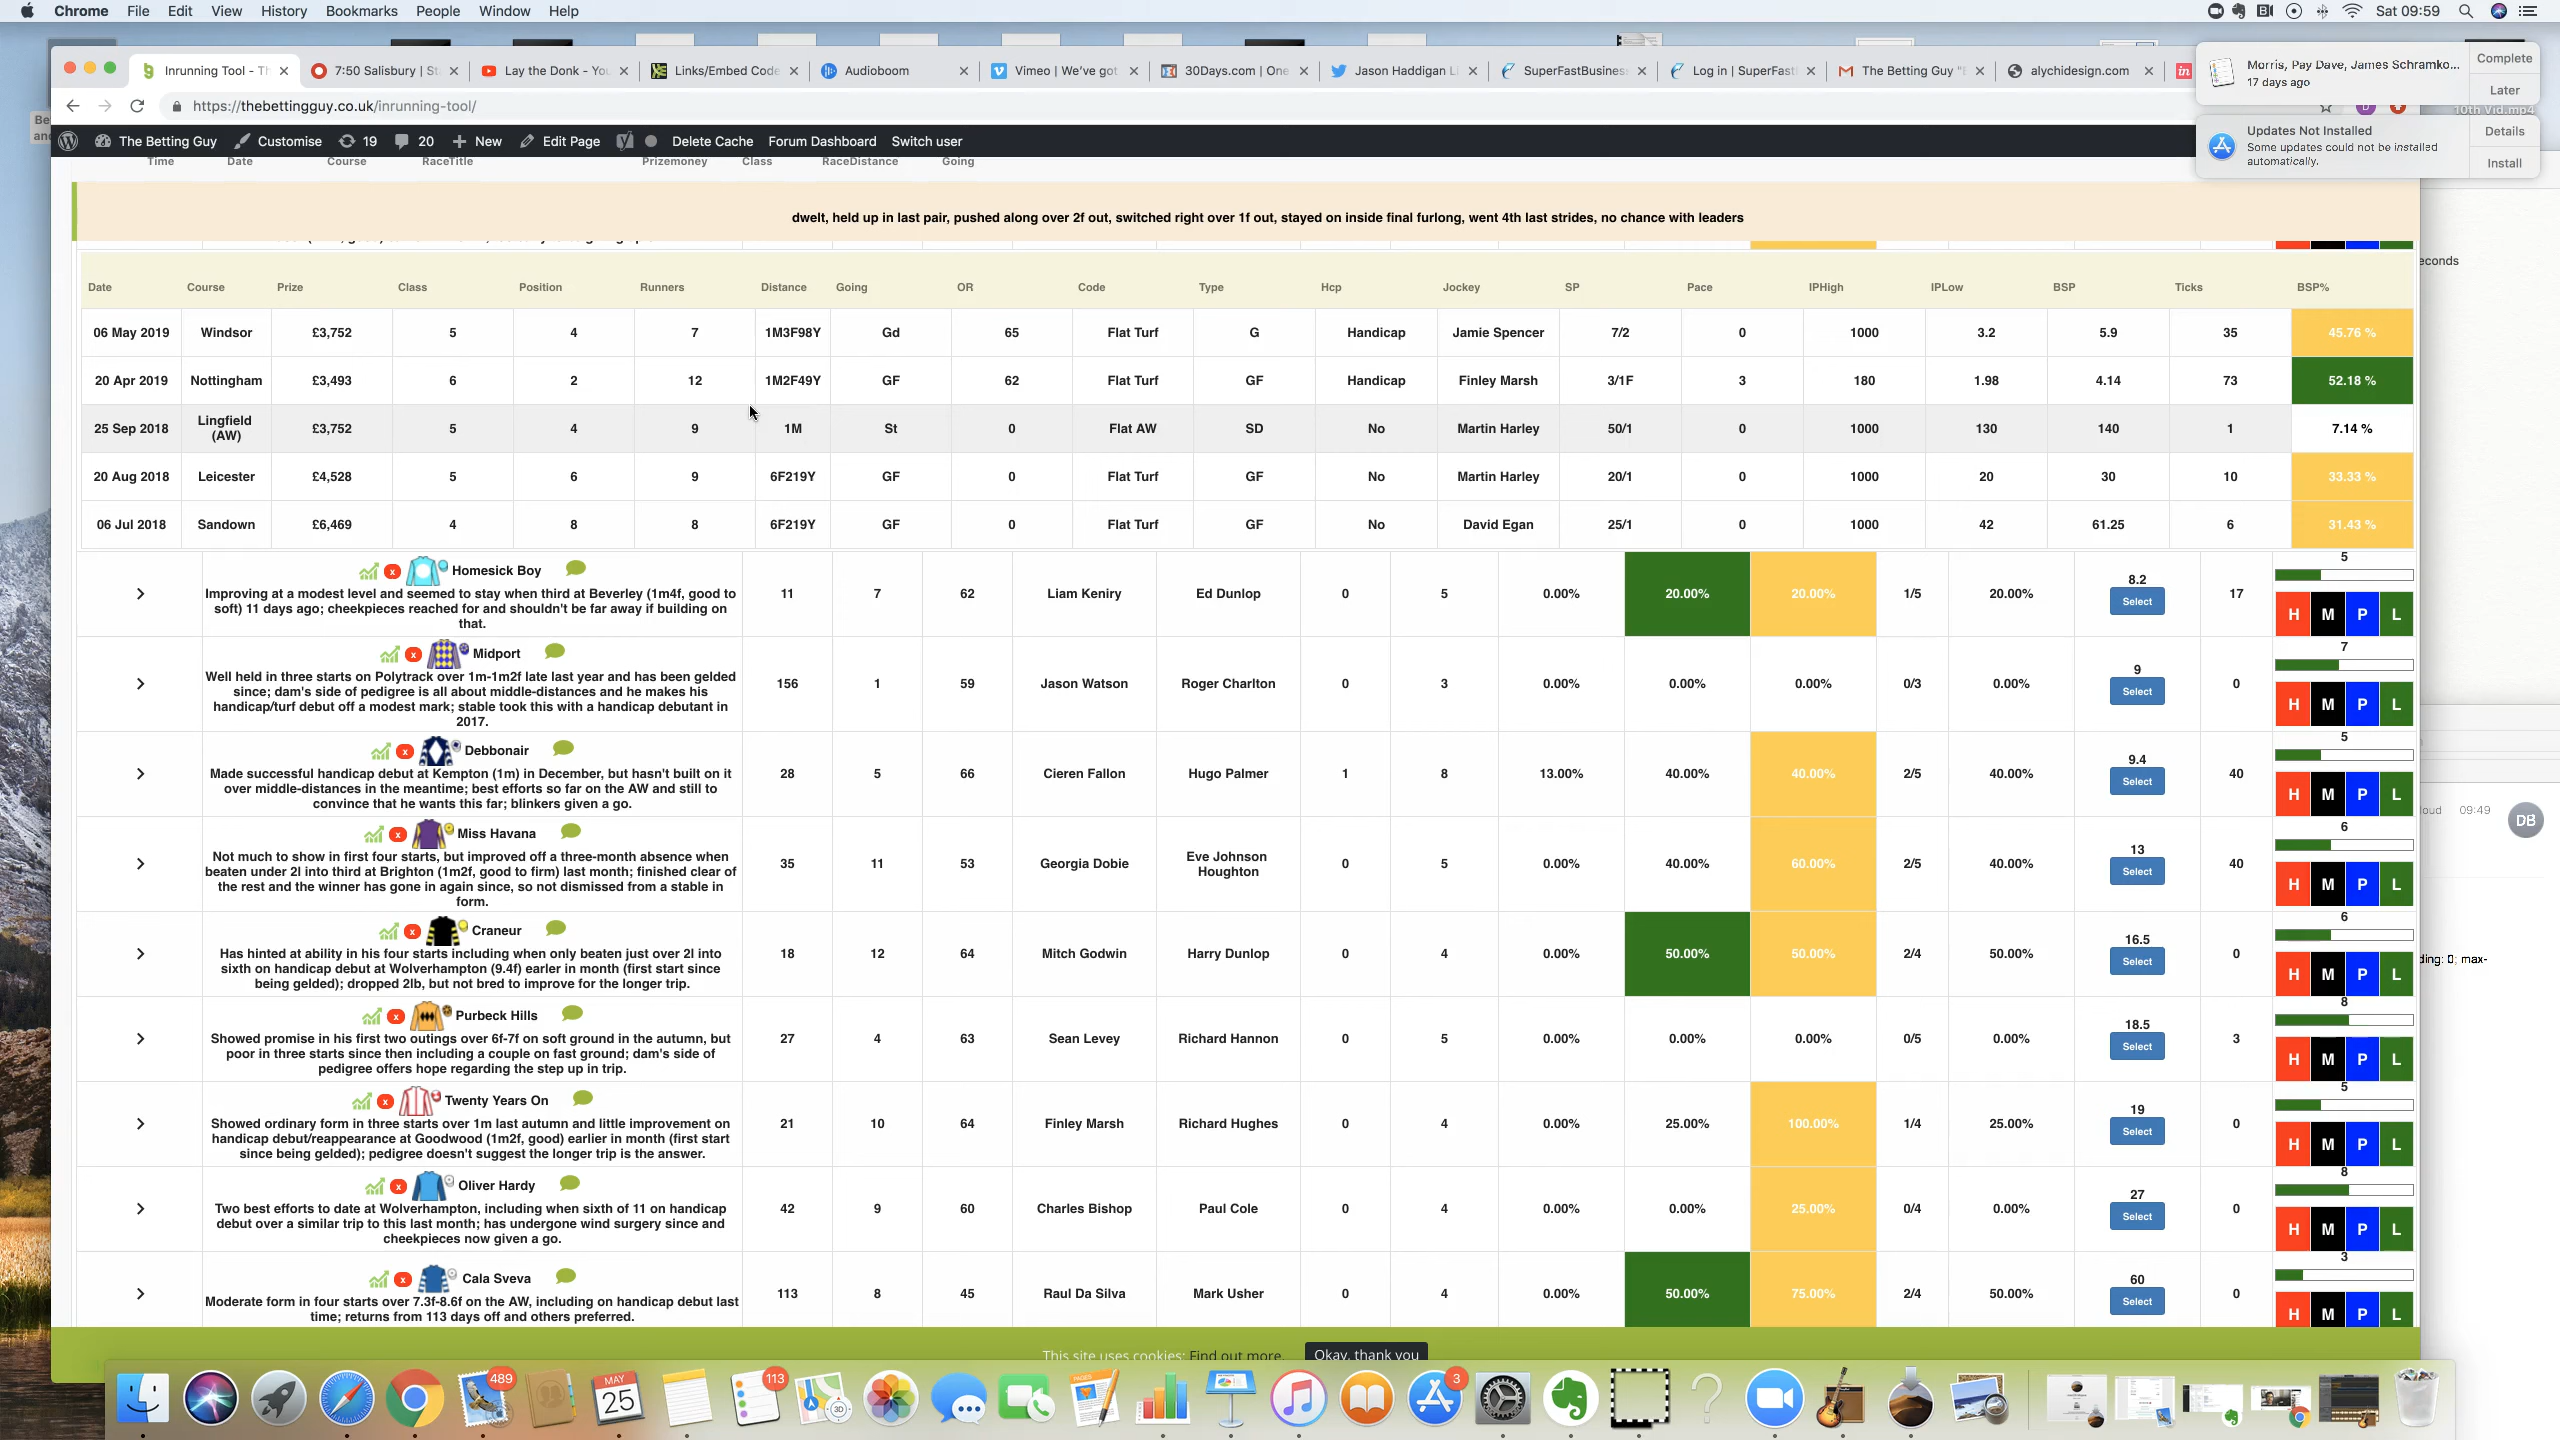 Chrome File Edit View History Bookmarks People Window Help Sat 09:59
Inrunning Tool - Th 7:50 Salisbury | St Lay the Donk - You Links/Embed Code Audioboom Vimeo | We've got 30Days.com | One Jason Haddigan L SuperFastBusines Log in | SuperFast The Betting Guy "B alychidesign.com
Morris, Pay Dave, James Schramko... Complete
17 days ago Later
https://thebettingguy.co.uk/inrunning-tool/
10th Vid.mp4
Updates Not Installed Details
Some updates could not be installed automatically. Install
The Betting Guy Customise 19 20 New Edit Page Delete Cache Forum Dashboard Switch user
Time Date Course RaceTitle Prizemoney Class RaceDistance Going
dwelt, held up in last pair, pushed along over 2f out, switched right over 1f out, stayed on inside final furlong, went 4th last strides, no chance with leaders
econds
Date Course Prize Class Position Runners Distance Going OR Code Type Hcp Jockey SP Pace IPHigh IPLow BSP Ticks BSP%
06 May 2019 Windsor £3,752 5 4 7 1M3F98Y Gd 65 Flat Turf G Handicap Jamie Spencer 7/2 0 1000 3.2 5.9 35 45.76 %
20 Apr 2019 Nottingham £3,493 6 2 12 1M2F49Y GF 62 Flat Turf GF Handicap Finley Marsh 3/1F 3 180 1.98 4.14 73 52.18 %
25 Sep 2018 Lingfield (AW) £3,752 5 4 9 1M St 0 Flat AW SD No Martin Harley 50/1 0 1000 130 140 1 7.14 %
20 Aug 2018 Leicester £4,528 5 6 9 6F219Y GF 0 Flat Turf GF No Martin Harley 20/1 0 1000 20 30 10 33.33 %
06 Jul 2018 Sandown £6,469 4 8 8 6F219Y GF 0 Flat Turf GF No David Egan 25/1 0 1000 42 61.25 6 31.43 %
x Homesick Boy
Improving at a modest level and seemed to stay when third at Beverley (1m4f, good to
soft) 11 days ago; cheekpieces reached for and shouldn't be far away if building on
that.
11 7 62 Liam Keniry Ed Dunlop 0 5 0.00% 20.00% 20.00% 1/5 20.00% 8.2 Select 17 5 H M P L
x Midport
Well held in three starts on Polytrack over 1m-1m2f late last year and has been gelded
since; dam's side of pedigree is all about middle-distances and he makes his
handicap/turf debut off a modest mark; stable took this with a handicap debutant in
2017.
156 1 59 Jason Watson Roger Charlton 0 3 0.00% 0.00% 0.00% 0/3 0.00% 9 Select 0 7 H M P L
x Debbonair
Made successful handicap debut at Kempton (1m) in December, but hasn't built on it
over middle-distances in the meantime; best efforts so far on the AW and still to
convince that he wants this far; blinkers given a go.
28 5 66 Cieren Fallon Hugo Palmer 1 8 13.00% 40.00% 40.00% 2/5 40.00% 9.4 Select 40 5 H M P L
loud 09:49 DB
x Miss Havana
Not much to show in first four starts, but improved off a three-month absence when
beaten under 2l into third at Brighton (1m2f, good to firm) last month; finished clear of
the rest and the winner has gone in again since, so not dismissed from a stable in
form.
35 11 53 Georgia Dobie Eve Johnson Houghton 0 5 0.00% 40.00% 60.00% 2/5 40.00% 13 Select 40 6 H M P L
x Craneur
Has hinted at ability in his four starts including when only beaten just over 2l into
sixth on handicap debut at Wolverhampton (9.4f) earler in month (first start since
being gelded); dropped 2lb, but not bred to improve for the longer trip.
18 12 64 Mitch Godwin Harry Dunlop 0 4 0.00% 50.00% 50.00% 2/4 50.00% 16.5 Select 0 6 H M P L
ding: 0; max-
x Purbeck Hills
Showed promise in his first two outings over 6f-7f on soft ground in the autumn, but
poor in three starts since then including a couple on fast ground; dam's side of
pedigree offers hope regarding the step up in trip.
27 4 63 Sean Levey Richard Hannon 0 5 0.00% 0.00% 0.00% 0/5 0.00% 18.5 Select 3 8 H M P L
x Twenty Years On
Showed ordinary form in three starts over 1m last autumn and little improvement on
handicap debut/reappearance at Goodwood (1m2f, good) earlier in month (first start
since being gelded); pedigree doesn't suggest the longer trip is the answer.
21 10 64 Finley Marsh Richard Hughes 0 4 0.00% 25.00% 100.00% 1/4 25.00% 19 Select 0 5 H M P L
x Oliver Hardy
Two best efforts to date at Wolverhampton, including when sixth of 11 on handicap
debut over a similar trip to this last month; has undergone wind surgery since and
cheekpieces now given a go.
42 9 60 Charles Bishop Paul Cole 0 4 0.00% 0.00% 25.00% 0/4 0.00% 27 Select 0 8 H M P L
x Cala Sveva
Moderate form in four starts over 7.3f-8.6f on the AW, including on handicap debut last
time; returns from 113 days off and others preferred.
113 8 45 Raul Da Silva Mark Usher 0 4 0.00% 50.00% 75.00% 2/4 50.00% 60 Select 0 3 H M P L
This site uses cookies: Find out more. Okay, thank you
489 MAY 25 113 3D PAGES 3